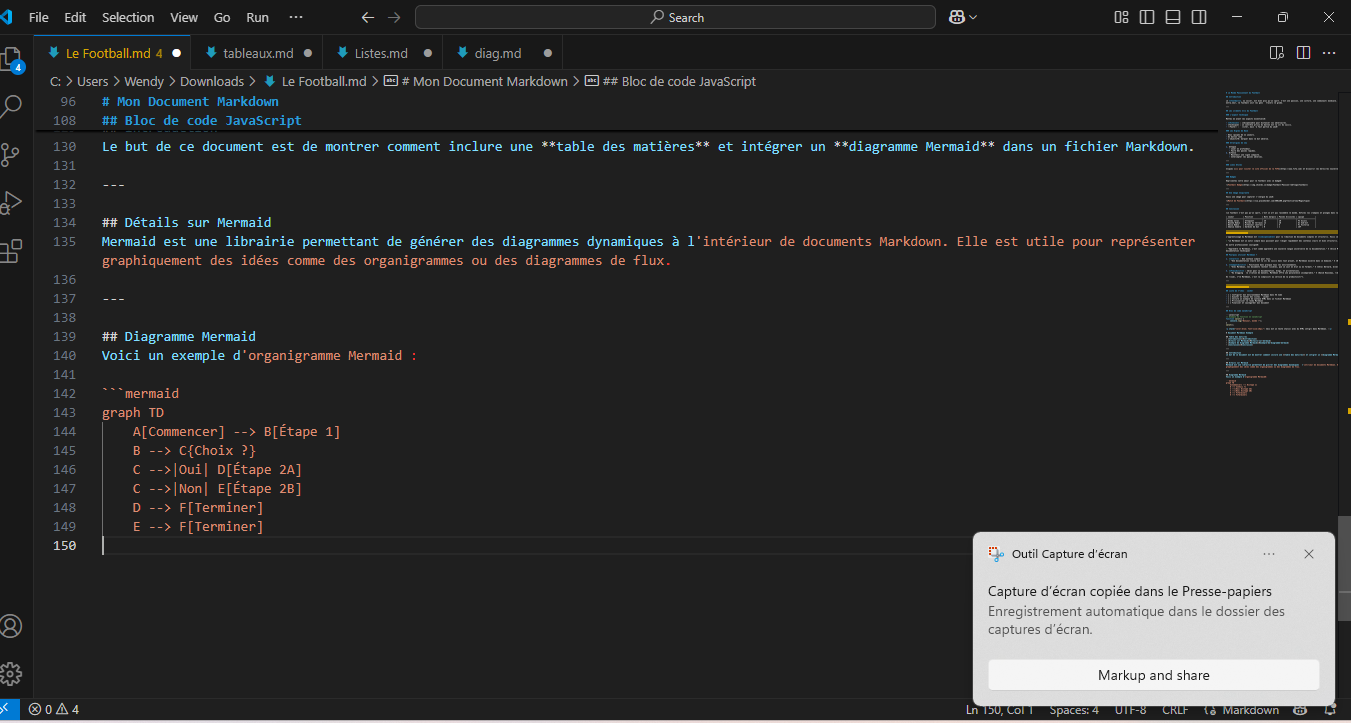 File Edit Selection View Go Run ··· Search
Le Football.md 4 tableaux.md Listes.md diag.md
4
C: > Users > Wendy > Downloads > Le Football.md > # Mon Document Markdown > ## Bloc de code JavaScript
96 # Mon Document Markdown
108 ## Bloc de code JavaScript
130 Le but de ce document est de montrer comment inclure une **table des matières** et intégrer un **diagramme Mermaid** dans un fichier Markdown.
131
132 ---
133
134 ## Détails sur Mermaid
135 Mermaid est une librairie permettant de générer des diagrammes dynamiques à l'intérieur de documents Markdown. Elle est utile pour représenter
graphiquement des idées comme des organigrammes ou des diagrammes de flux.
136
137 ---
138
139 ## Diagramme Mermaid
140 Voici un exemple d'organigramme Mermaid :
141
142 ```mermaid
143 graph TD
144 A[Commencer] --> B[Étape 1]
145 B --> C{Choix ?}
146 C -->|Oui| D[Étape 2A]
147 C -->|Non| E[Étape 2B]
148 D --> F[Terminer]
149 E --> F[Terminer]
150
Outil Capture d'écran ···
Capture d'écran copiée dans le Presse-papiers
Enregistrement automatique dans le dossier des
captures d'écran.
Markup and share
0 4 Ln 150, Col 1 Spaces: 4 UTF-8 CRLF Markdown